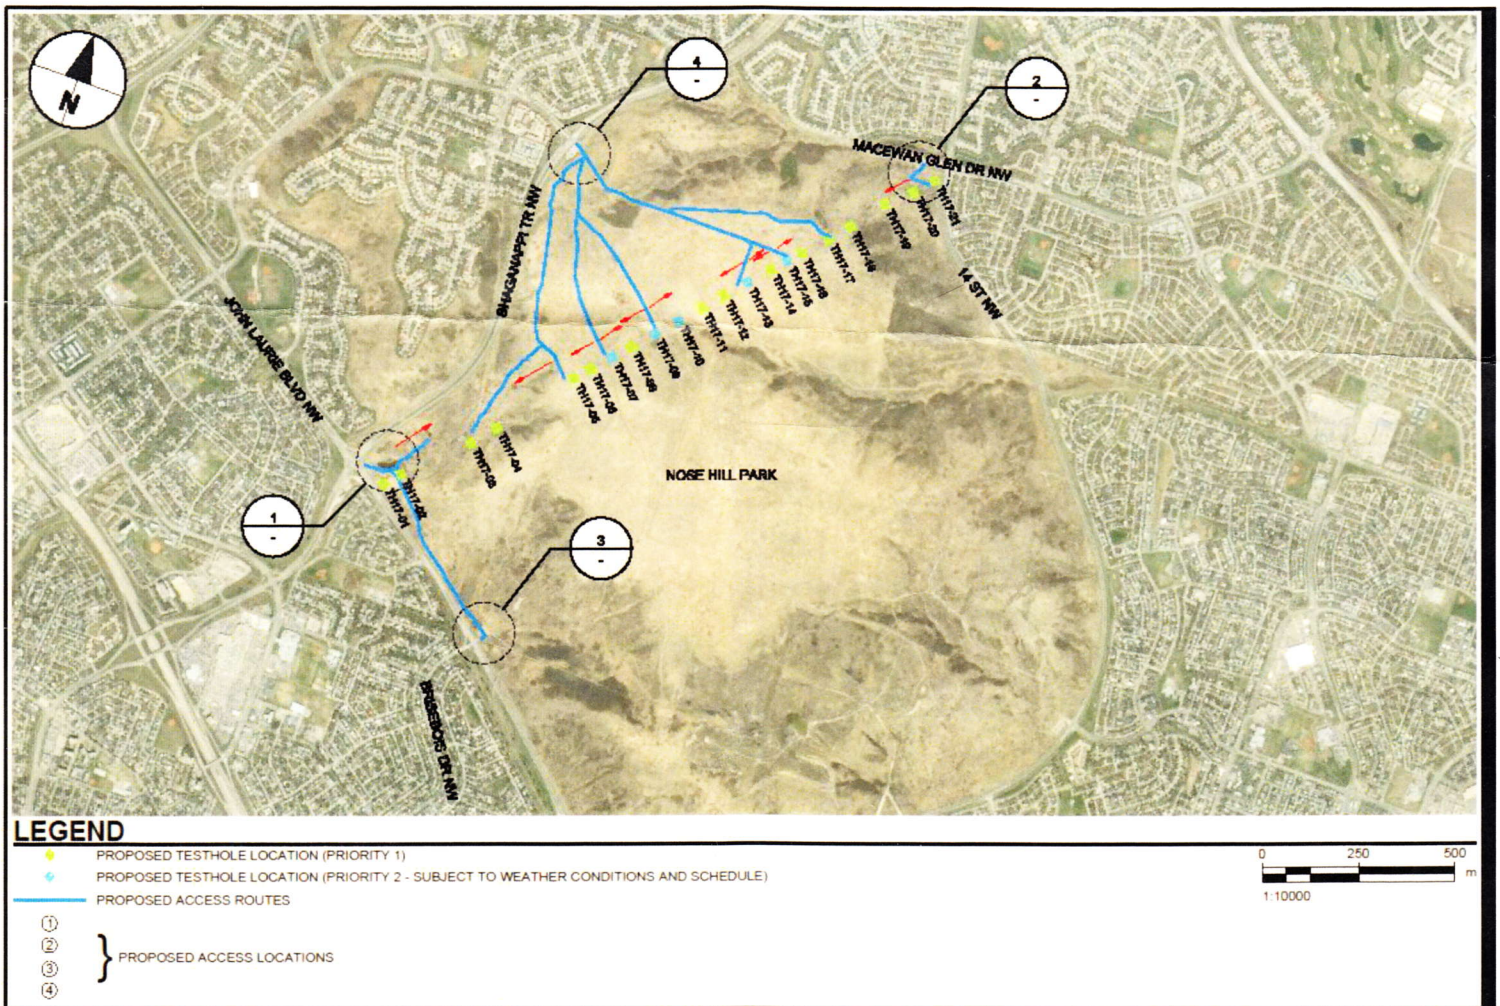 N
4
-
2
-
MACEWAN GLEN DR NW
SHAGANAPPI TR NW
JOHN LAURIE BLVD NW
14 ST NW
TH17-21
TH17-20
TH17-19
TH17-18
TH17-17
TH17-16
TH17-15
TH17-14
TH17-13
TH17-12
TH17-11
TH17-10
TH17-09
TH17-08
TH17-07
TH17-06
TH17-05
TH17-04
TH17-03
TH17-02
TH17-01
NOSE HILL PARK
1
-
3
-
BRISEBOIS DR NW
LEGEND
PROPOSED TESTHOLE LOCATION (PRIORITY 1)
PROPOSED TESTHOLE LOCATION (PRIORITY 2 - SUBJECT TO WEATHER CONDITIONS AND SCHEDULE)
PROPOSED ACCESS ROUTES
1
2
3
4
PROPOSED ACCESS LOCATIONS
0 250 500 m
1:10000